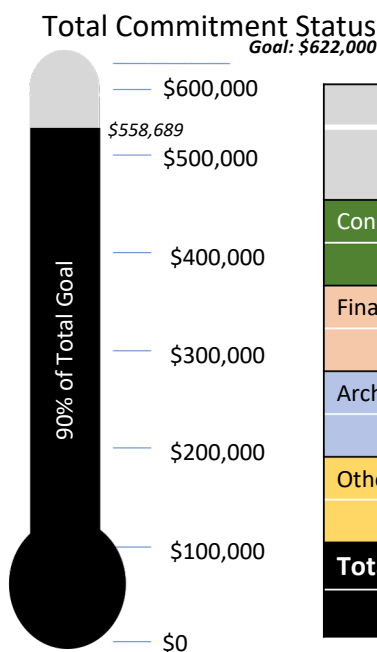 Total Commitment Status
Goal: $622,000
$600,000
$558,689
$500,000
$400,000
90% of Total Goal
$300,000
$200,000
$100,000
$0
Con
Fina
Arch
Othe
Tot